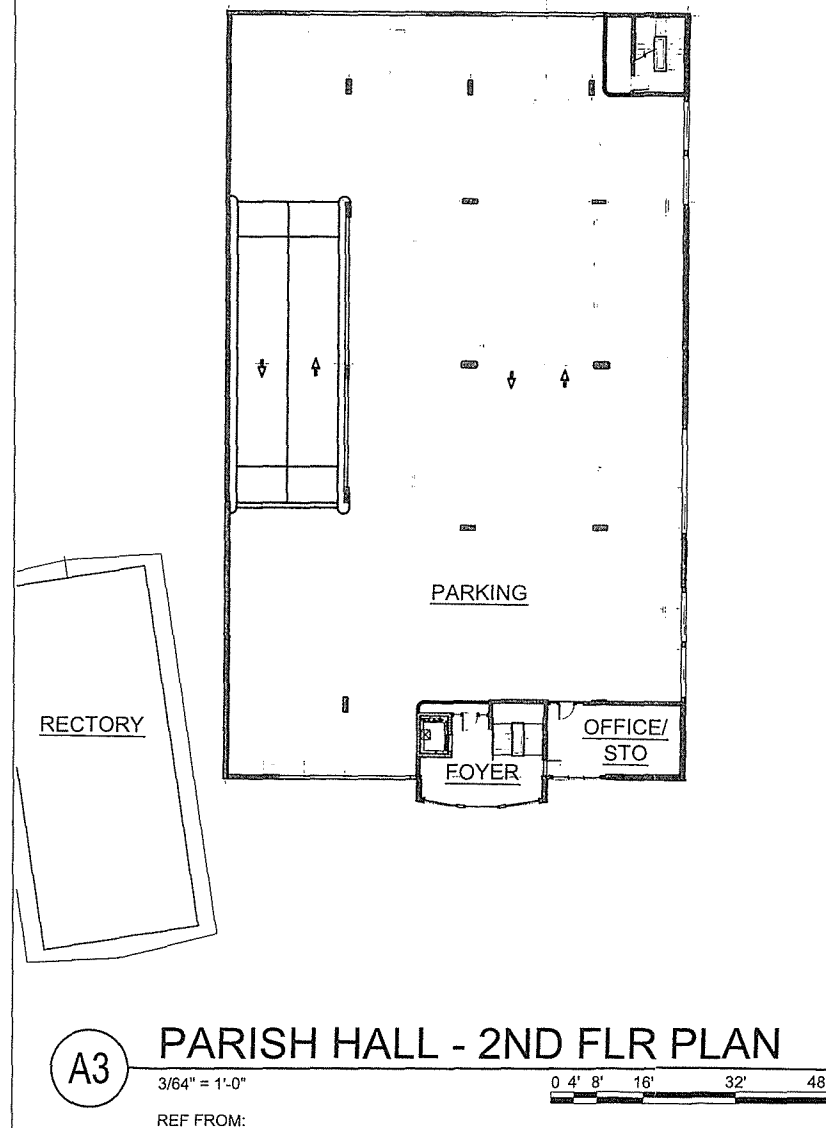 PARKING
RECTORY
OFFICE/
STO
FOYER
A3
PARISH HALL - 2ND FLR PLAN
3/64" = 1'-0"
0 4' 8' 16' 32' 48
REF FROM: